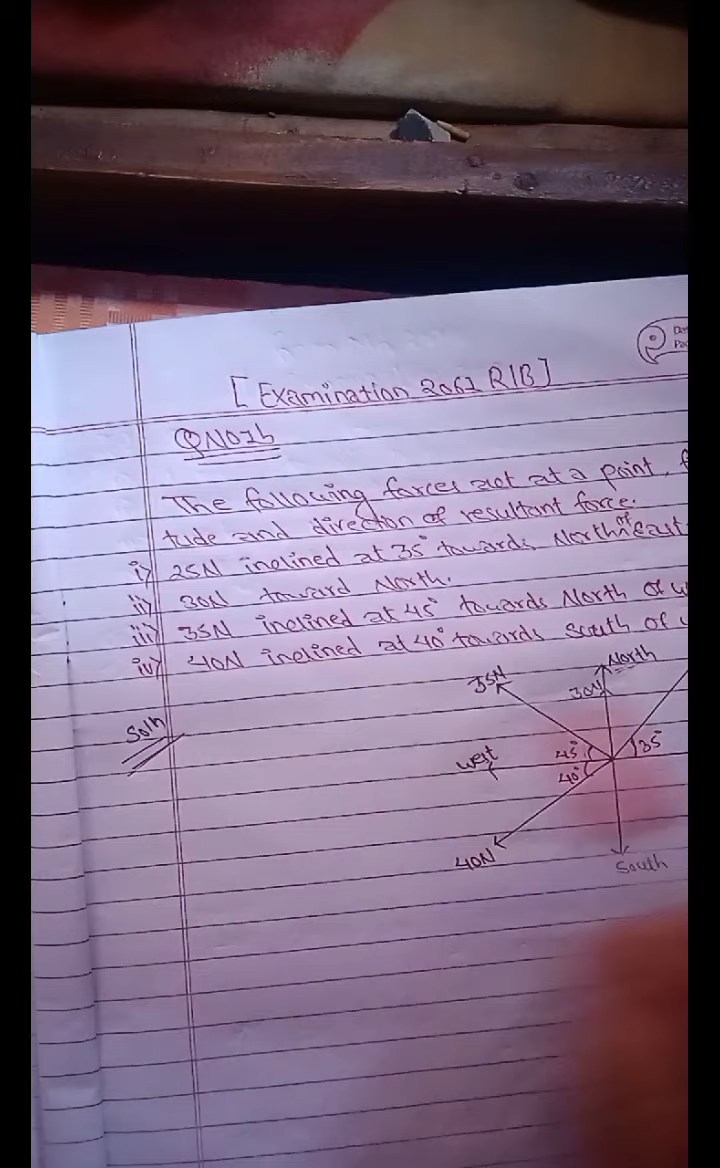 [Examination 2061 R/B]
QNo1b
The following forces act at a point,
tude and direction of resultant force.
i) 25N inclined at 35° towards North of east
ii) 30N toward North.
iii) 35N inclined at 45° towards North of
iv) 40N inclined at 40° towards South of
Soln
North
35N
30N
west
45°
35°
40°
40N
South